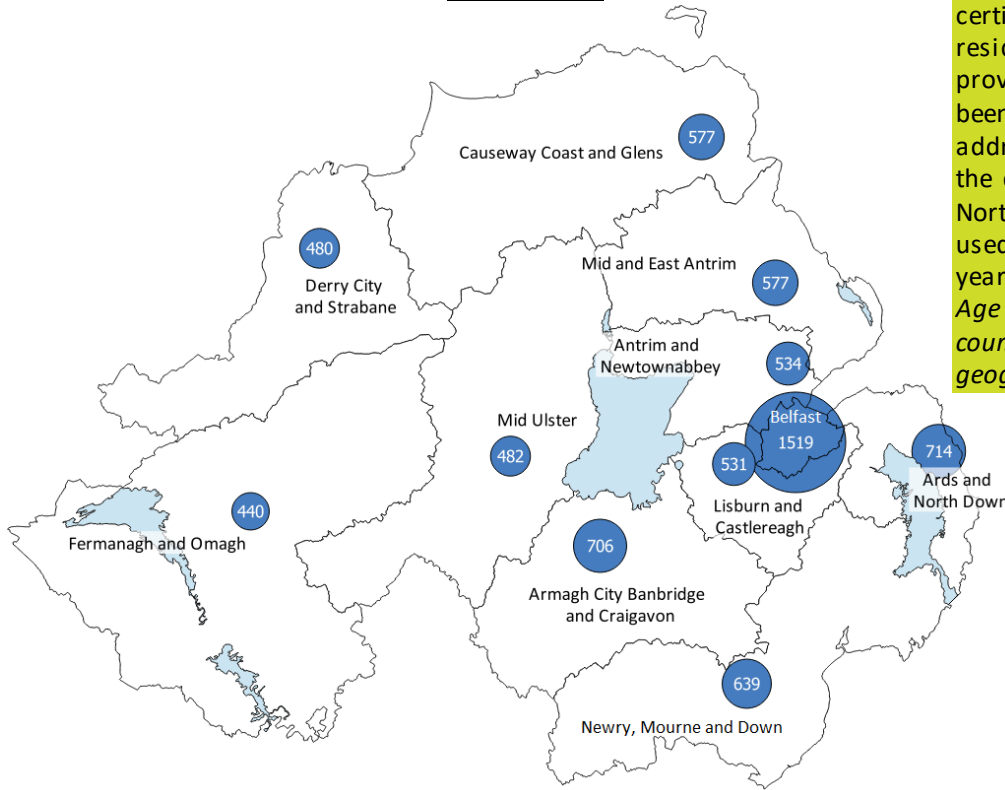 577
Causeway Coast and Glens
480
Derry City
and Strabane
Mid and East Antrim
577
Antrim and
Newtownabbey
534
Belfast
1519
Mid Ulster
482
531
Lisburn and
Castlereagh
714
Ards and
North Down
440
Fermanagh and Omagh
706
Armagh City Banbridge
and Craigavon
639
Newry, Mourne and Down
certi
resid
prov
been
addr
the
Nort
used
year
Age
coun
geog